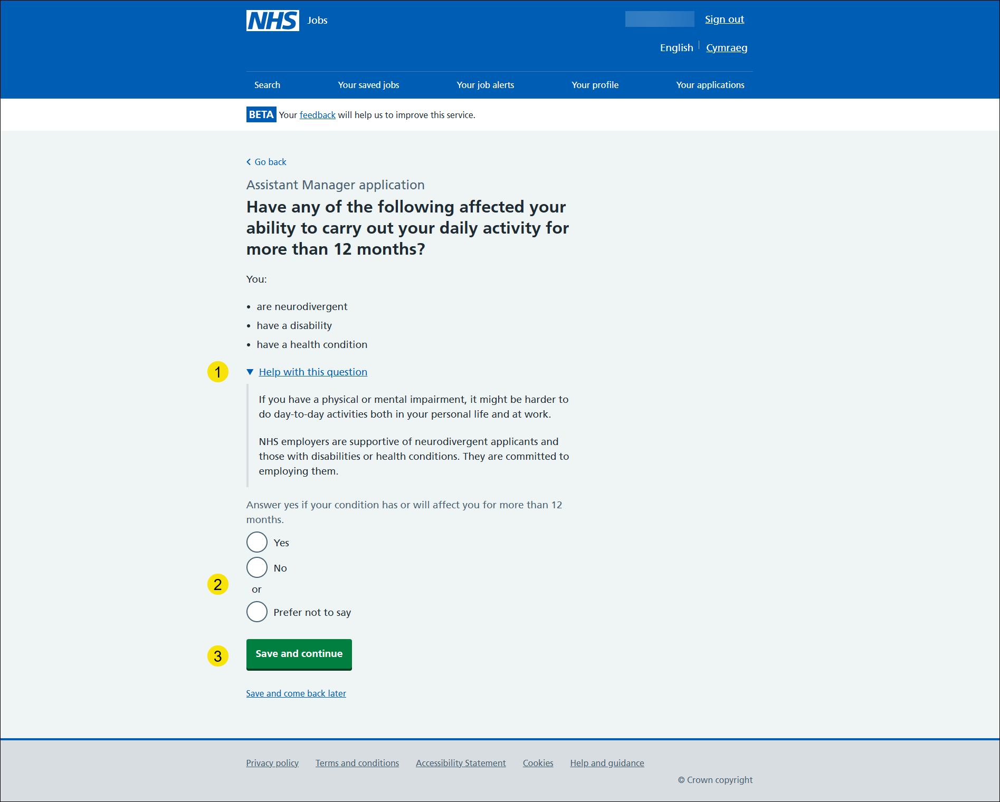 NHS Jobs
Sign out
English Cymraeg
Search Your saved jobs Your job alerts Your profile Your applications
BETA Your feedback will help us to improve this service.
Go back
Assistant Manager application
Have any of the following affected your
ability to carry out your daily activity for
more than 12 months?
You:
• are neurodivergent
• have a disability
• have a health condition
1 Help with this question
If you have a physical or mental impairment, it might be harder to
do day-to-day activities both in your personal life and at work.
NHS employers are supportive of neurodivergent applicants and
those with disabilities or health conditions. They are committed to
employing them.
Answer yes if your condition has or will affect you for more than 12
months.
Yes
No
2 or
Prefer not to say
3 Save and continue
Save and come back later
Privacy policy Terms and conditions Accessibility Statement Cookies Help and guidance
© Crown copyright